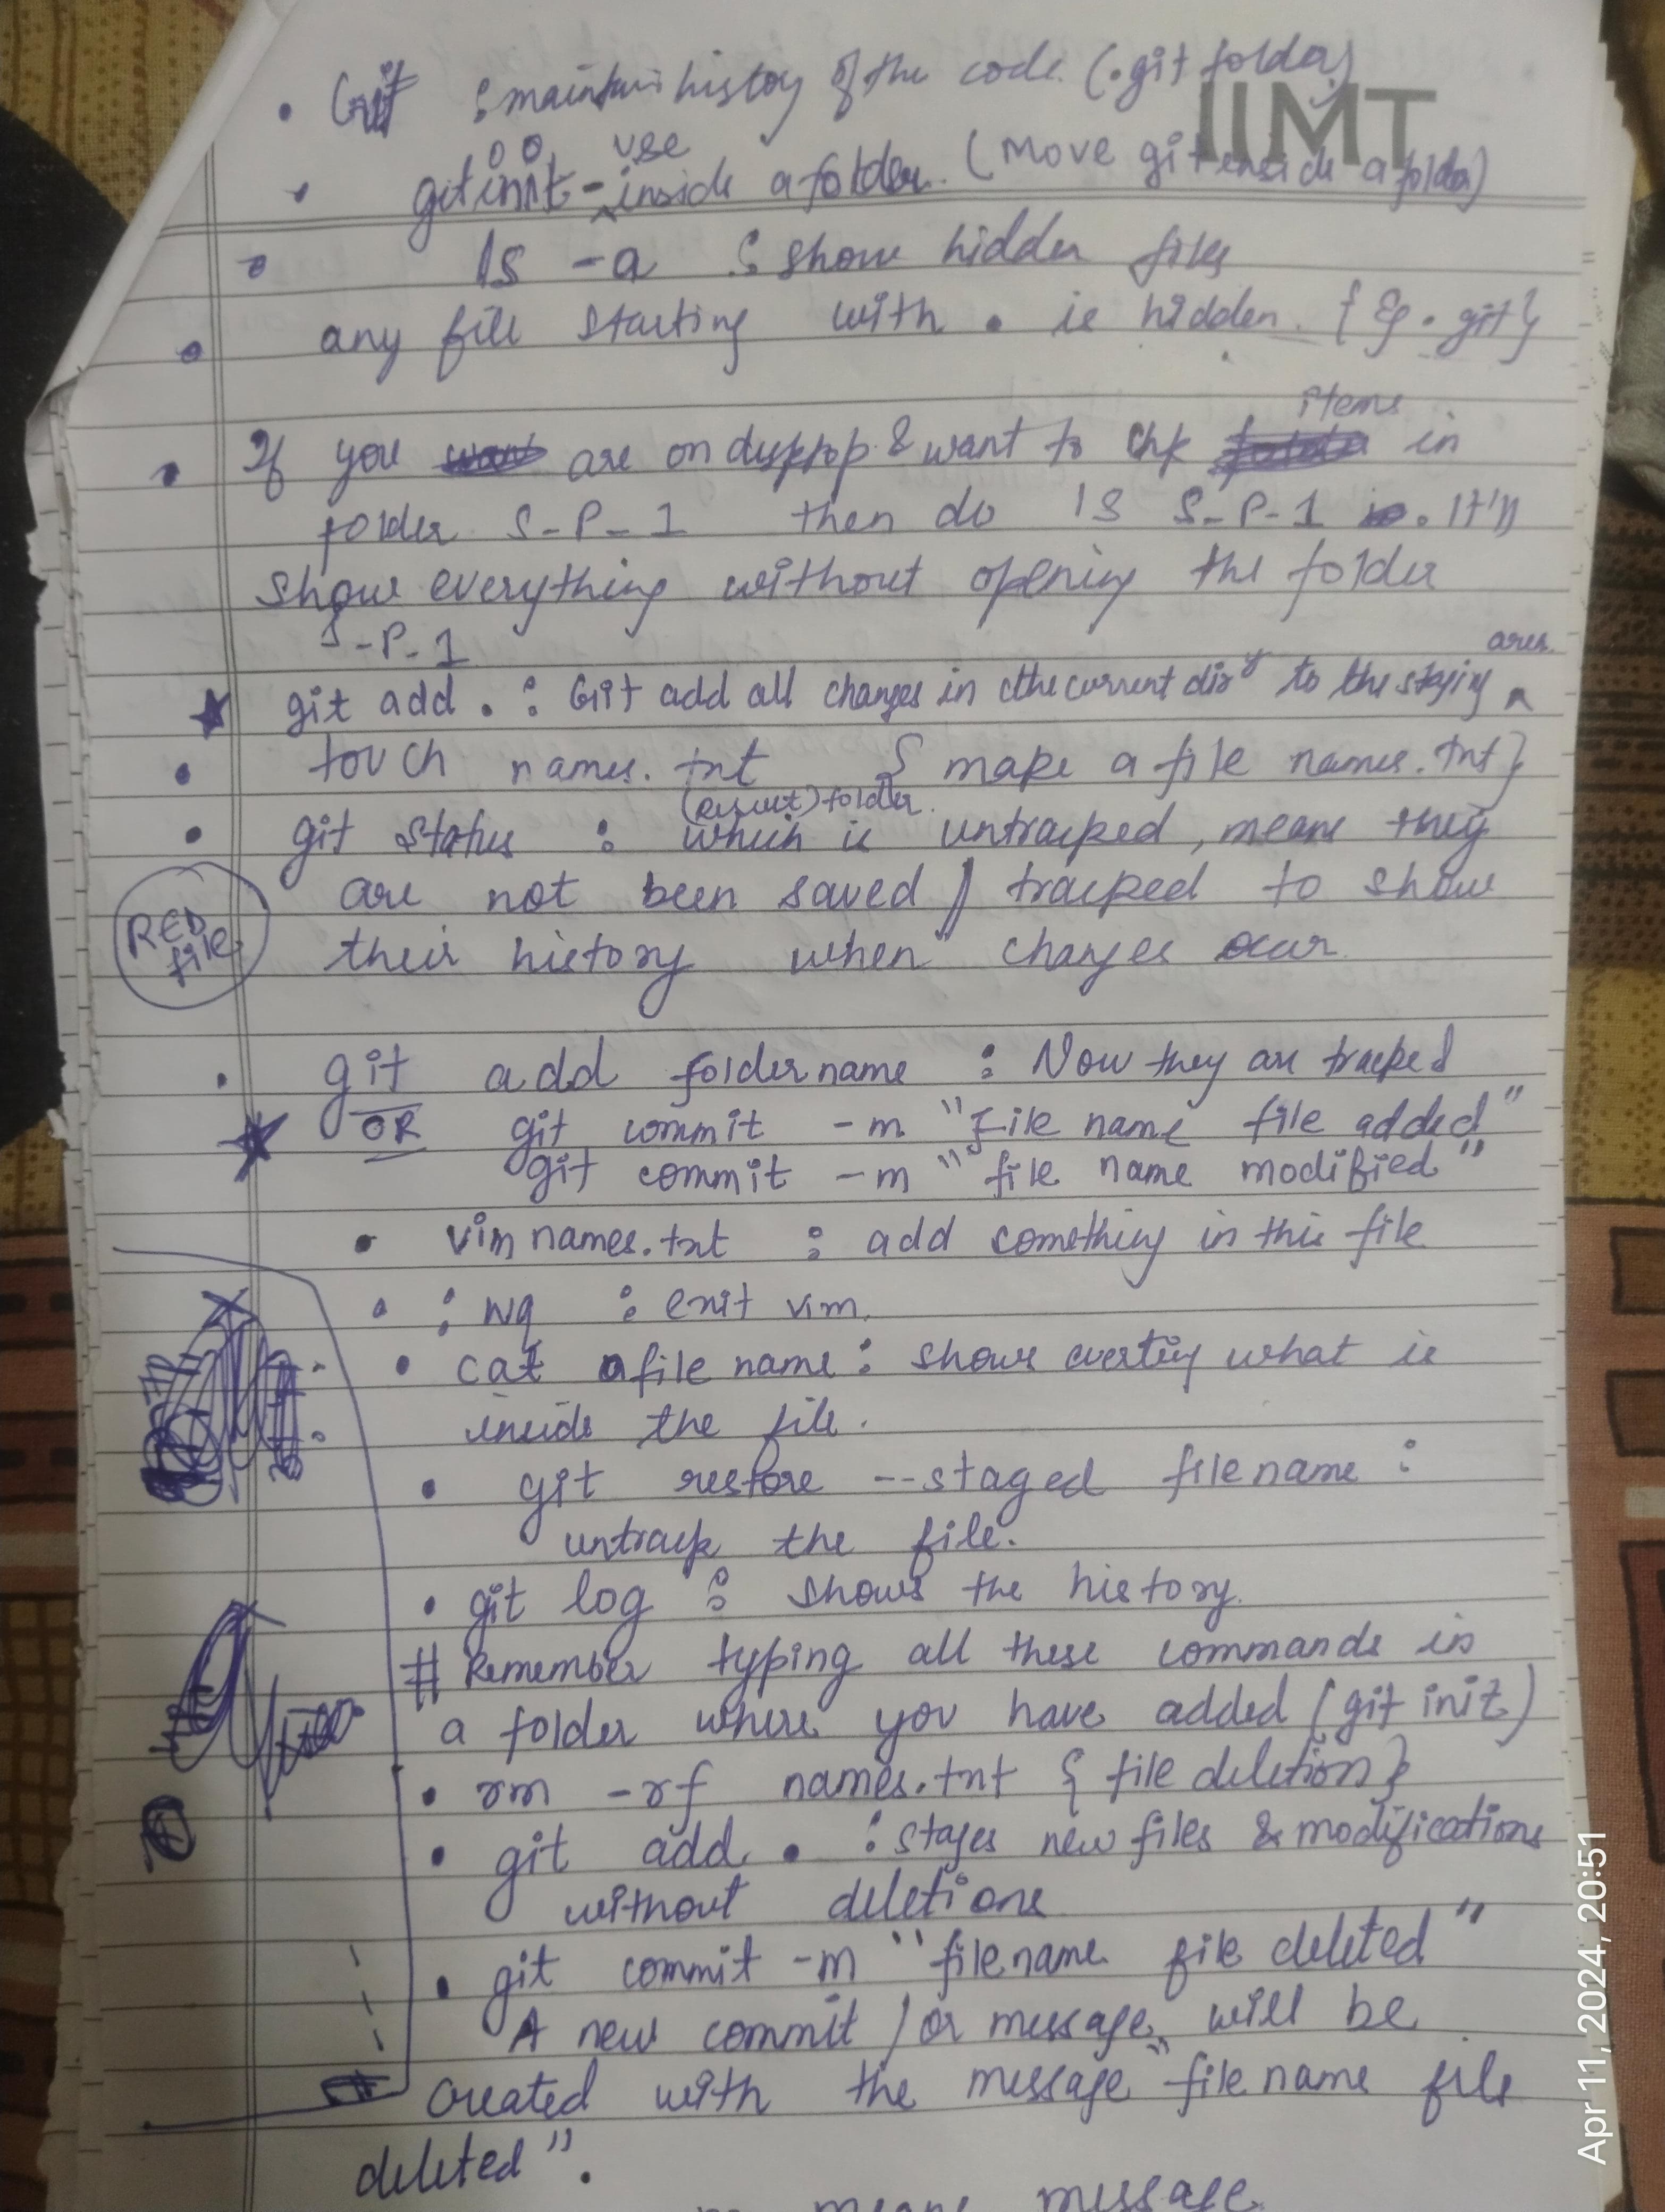 • Git : maintain history of the code. (.git folder)
IIMT
• git init - use inside a folder. (Move git inside a folder)
• ls -a : show hidden files
• any file starting with . is hidden. {Eg .git}
• If you are on desktop & want to chk items in
folder S-P-1 then do ls S-P-1. It'll
show everything without opening the folder
S-P-1
★ git add . : Git add all changes in the current dirʸ to the staging area.
• touch names.txt { make a file names.txt}
• git status : which (result) folder. is untracked, means they
are not been saved / tracked to show
their history when changes occur.
RED
file.
• git add foldername : Now they are tracked
★ OR git commit -m "File name file added"
git commit -m "file name modified"
• vim names.txt : add something in this file
• :wq : exit vim.
• cat file name : shows everting what is
inside the file.
• git restore --staged filename :
untrack the file.
• git log : shows the history.
# Remember typing all these commands in
a folder where you have added (git init)
• rm -rf names.txt { file deletion}
• git add . : stages new files & modifications
without deletions
• git commit -m "filename file deleted"
A new commit / or message will be
created with the message "file name file
deleted".
means message
Apr 11, 2024, 20:51